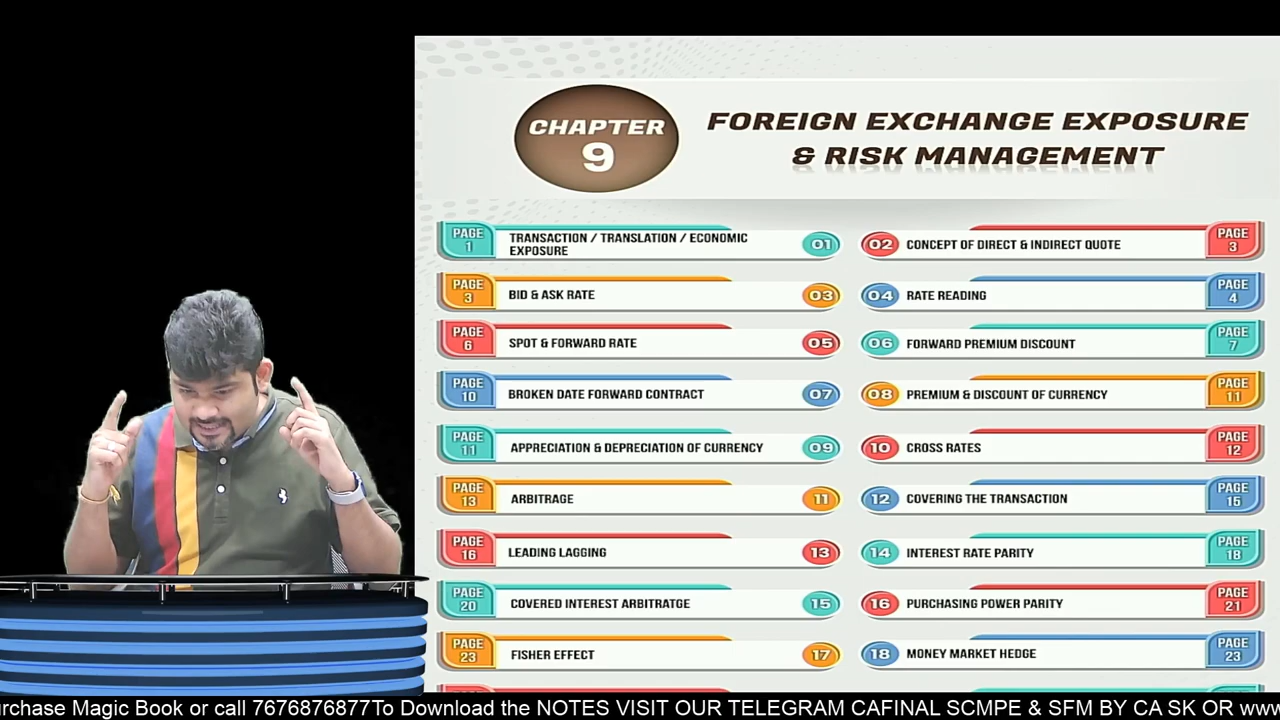 CHAPTER
9
FOREIGN EXCHANGE EXPOSURE
& RISK MANAGEMENT
PAGE
1
TRANSACTION / TRANSLATION / ECONOMIC
EXPOSURE
01
02
CONCEPT OF DIRECT & INDIRECT QUOTE
PAGE
3
PAGE
3
BID & ASK RATE
03
04
RATE READING
PAGE
4
PAGE
6
SPOT & FORWARD RATE
05
06
FORWARD PREMIUM DISCOUNT
PAGE
7
PAGE
10
BROKEN DATE FORWARD CONTRACT
07
08
PREMIUM & DISCOUNT OF CURRENCY
PAGE
11
PAGE
11
APPRECIATION & DEPRECIATION OF CURRENCY
09
10
CROSS RATES
PAGE
12
PAGE
13
ARBITRAGE
11
12
COVERING THE TRANSACTION
PAGE
15
PAGE
16
LEADING LAGGING
13
14
INTEREST RATE PARITY
PAGE
18
PAGE
20
COVERED INTEREST ARBITRATGE
15
16
PURCHASING POWER PARITY
PAGE
21
PAGE
23
FISHER EFFECT
17
18
MONEY MARKET HEDGE
PAGE
23
urchase Magic Book or call 7676876877To Download the NOTES VISIT OUR TELEGRAM CAFINAL SCMPE & SFM BY CA SK OR www